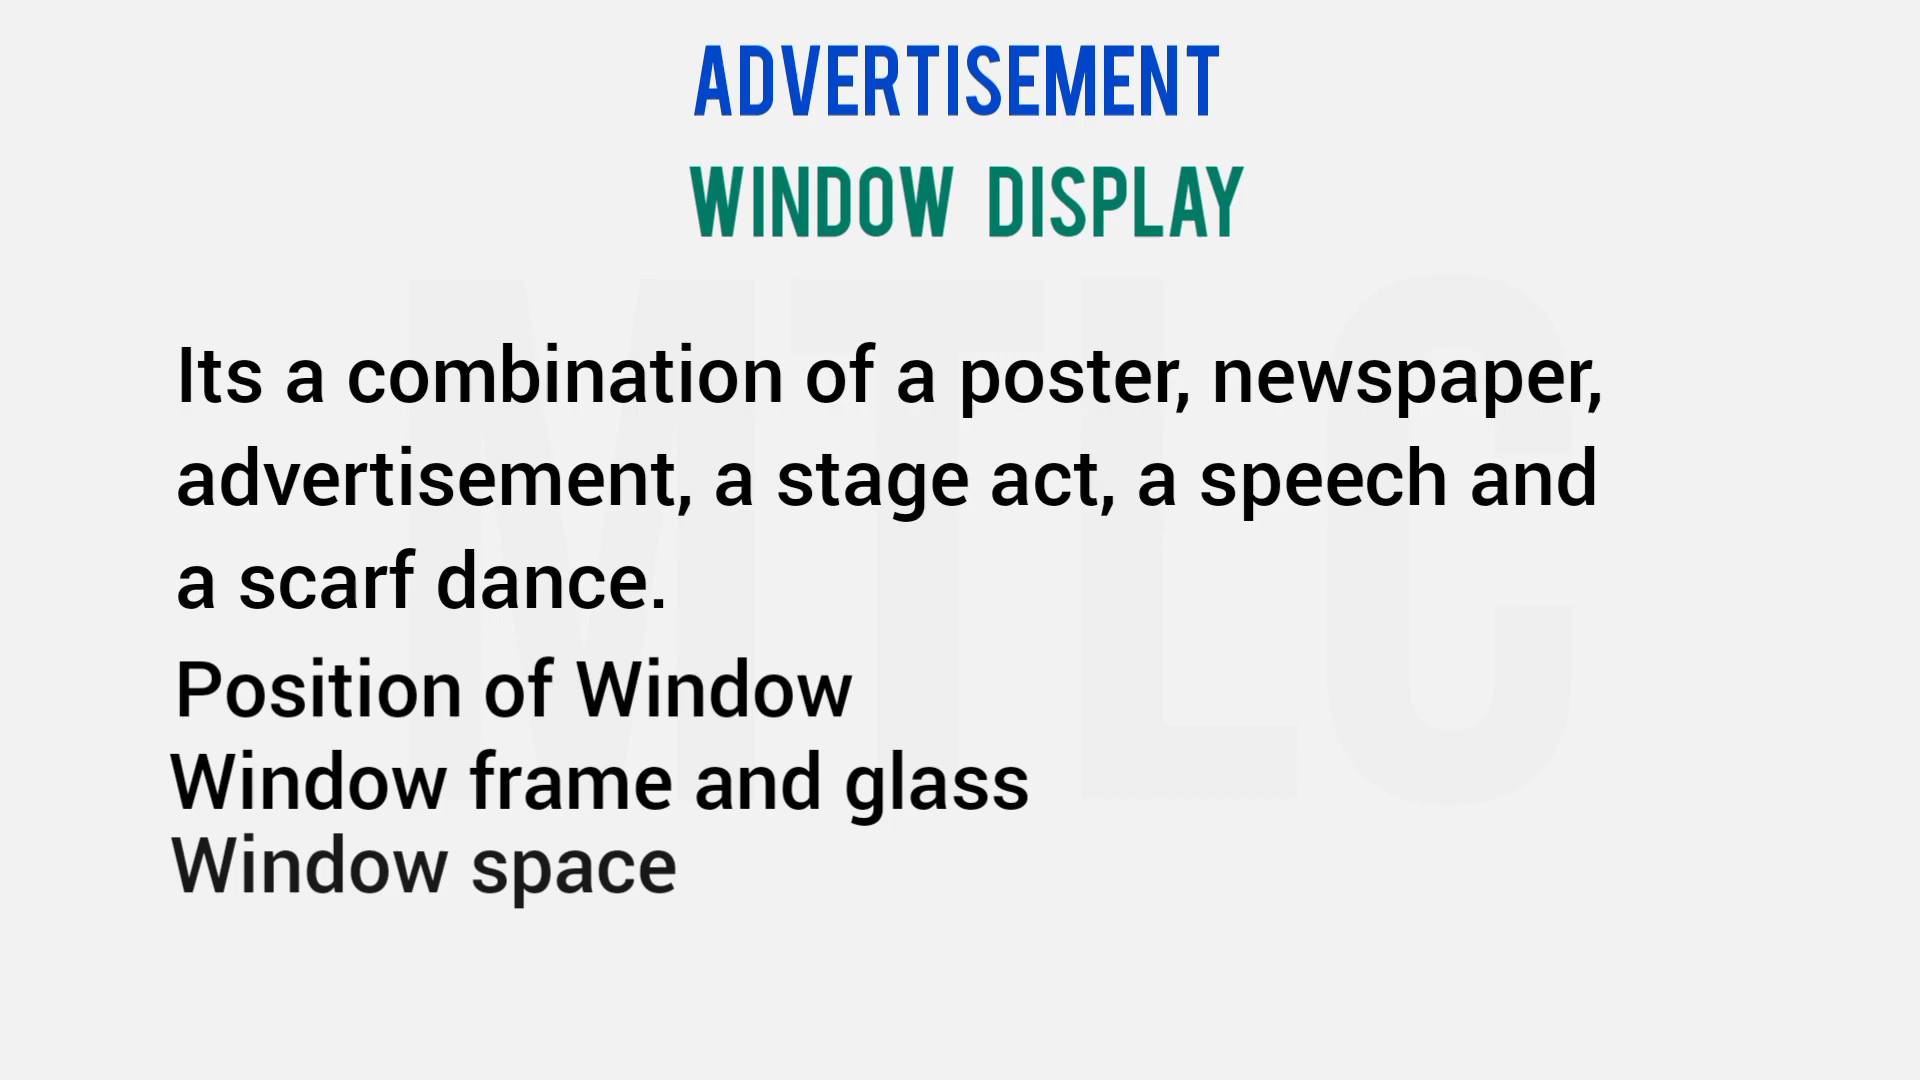 ADVERTISEMENT
WINDOW DISPLAY
MTLC
Its a combination of a poster, newspaper,
advertisement, a stage act, a speech and
a scarf dance.
Position of Window
Window frame and glass
Window space